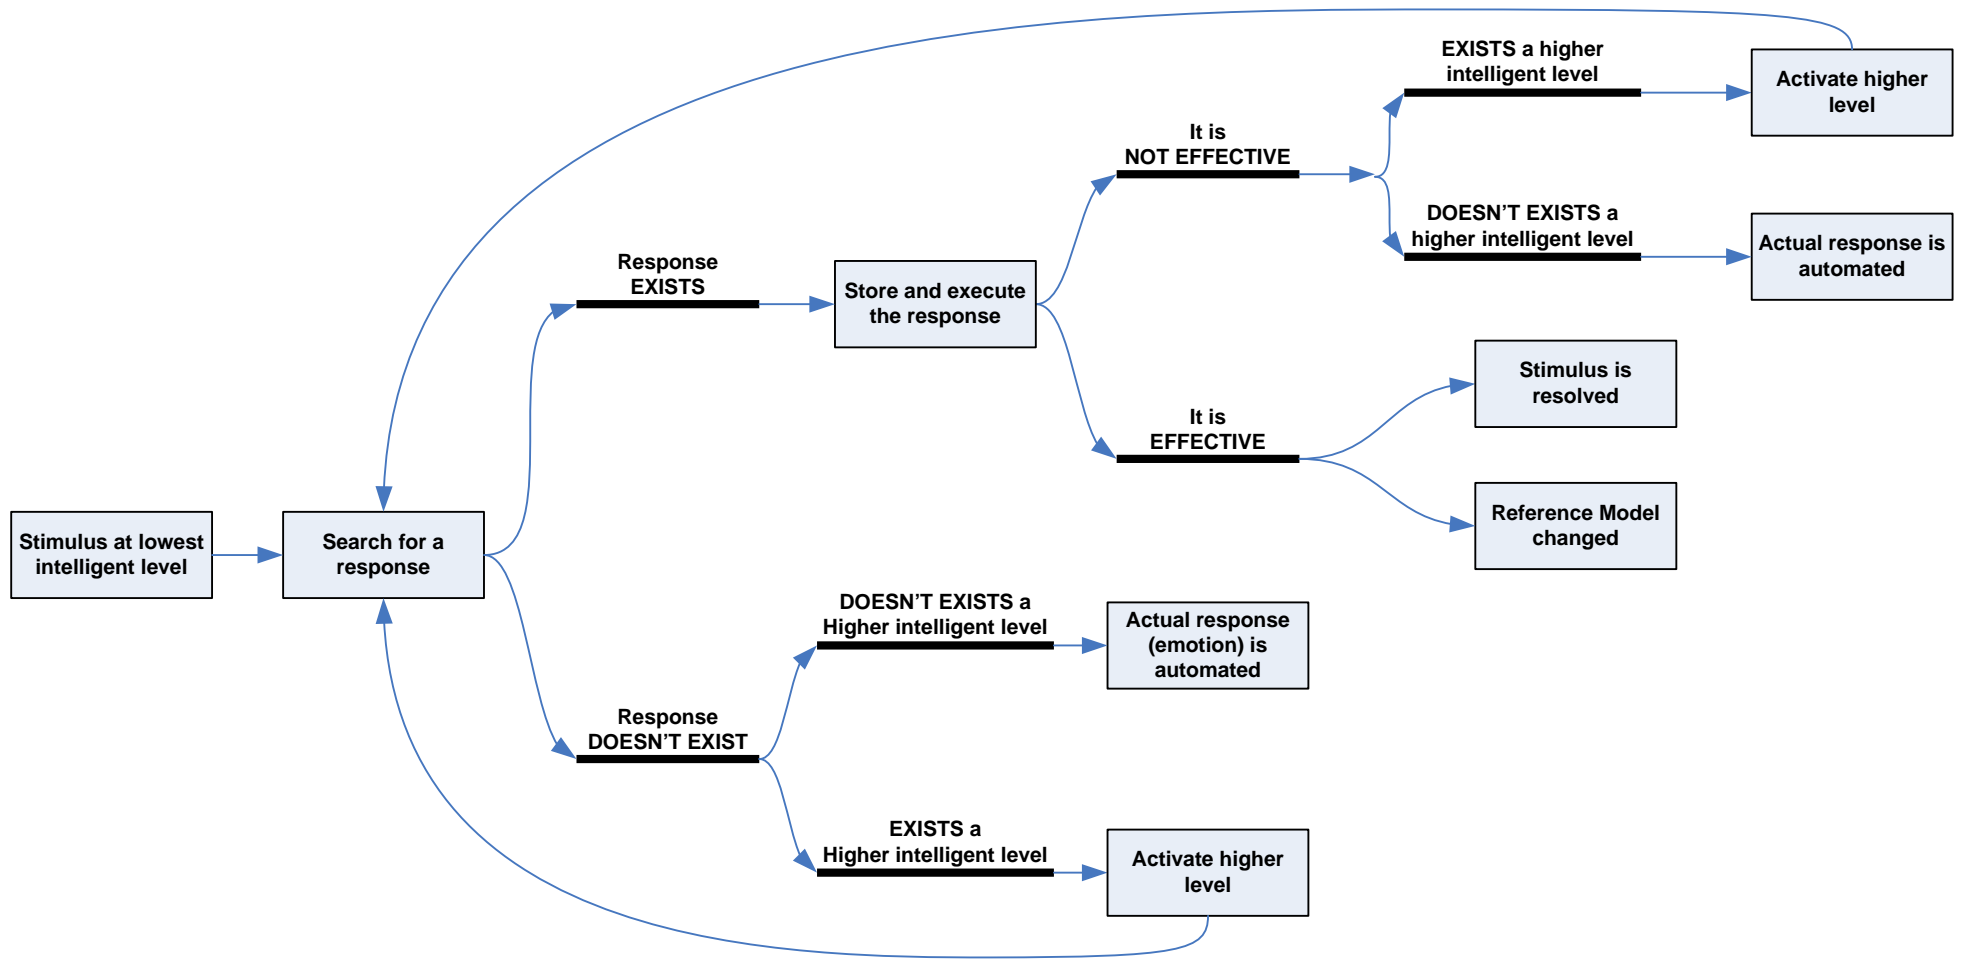 Stimulus at lowest
intelligent level
Search for a
response
Response
EXISTS
Store and execute
the response
It is
NOT EFFECTIVE
EXISTS a higher
intelligent level
Activate higher
level
DOESN'T EXISTS a
higher intelligent level
Actual response is
automated
It is
EFFECTIVE
Stimulus is
resolved
Reference Model
changed
Response
DOESN'T EXIST
DOESN'T EXISTS a
Higher intelligent level
Actual response
(emotion) is
automated
EXISTS a
Higher intelligent level
Activate higher
level